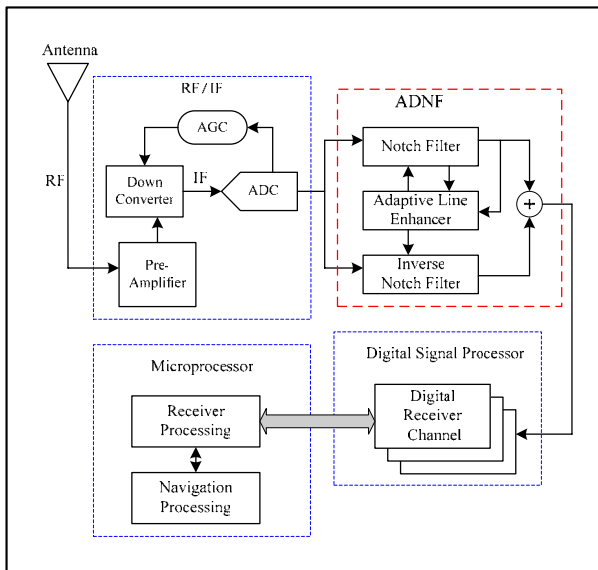 Antenna
RF / IF
AGC
RF
Down
Converter
IF
ADC
Pre-
Amplifier
ADNF
Notch Filter
Adaptive Line
Enhancer
+
Inverse
Notch Filter
Microprocessor
Receiver
Processing
Navigation
Processing
Digital Signal Processor
Digital
Receiver
Channel